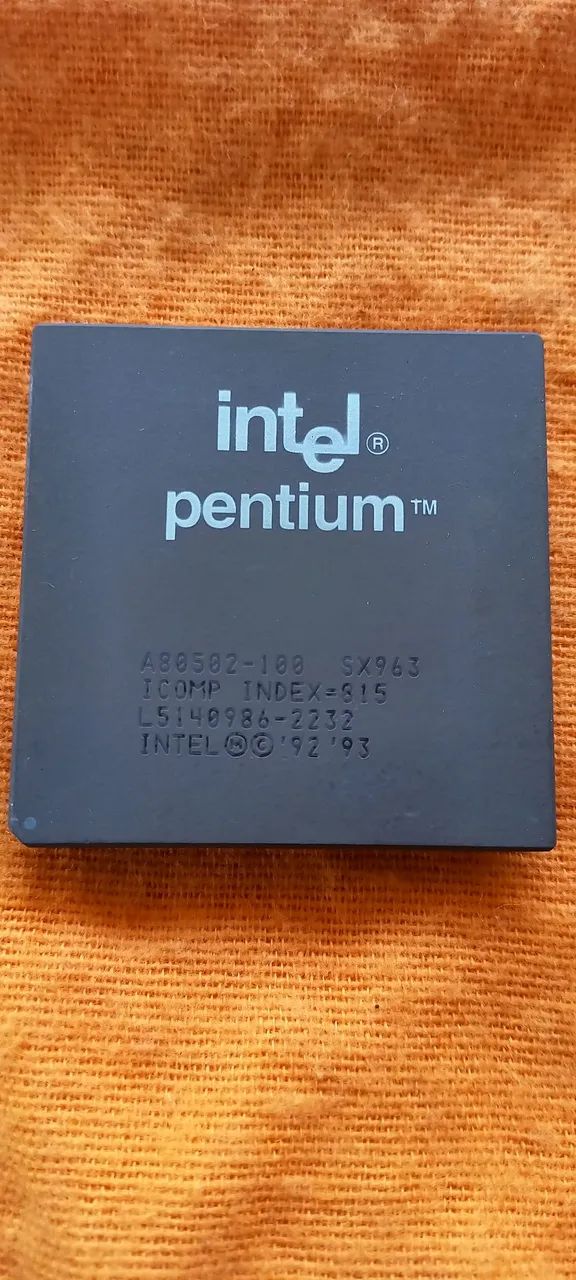 intel®
pentium™
A80502-100 SX963
ICOMP INDEX=815
L5140986-2232
INTEL Ⓜ© '92 '93